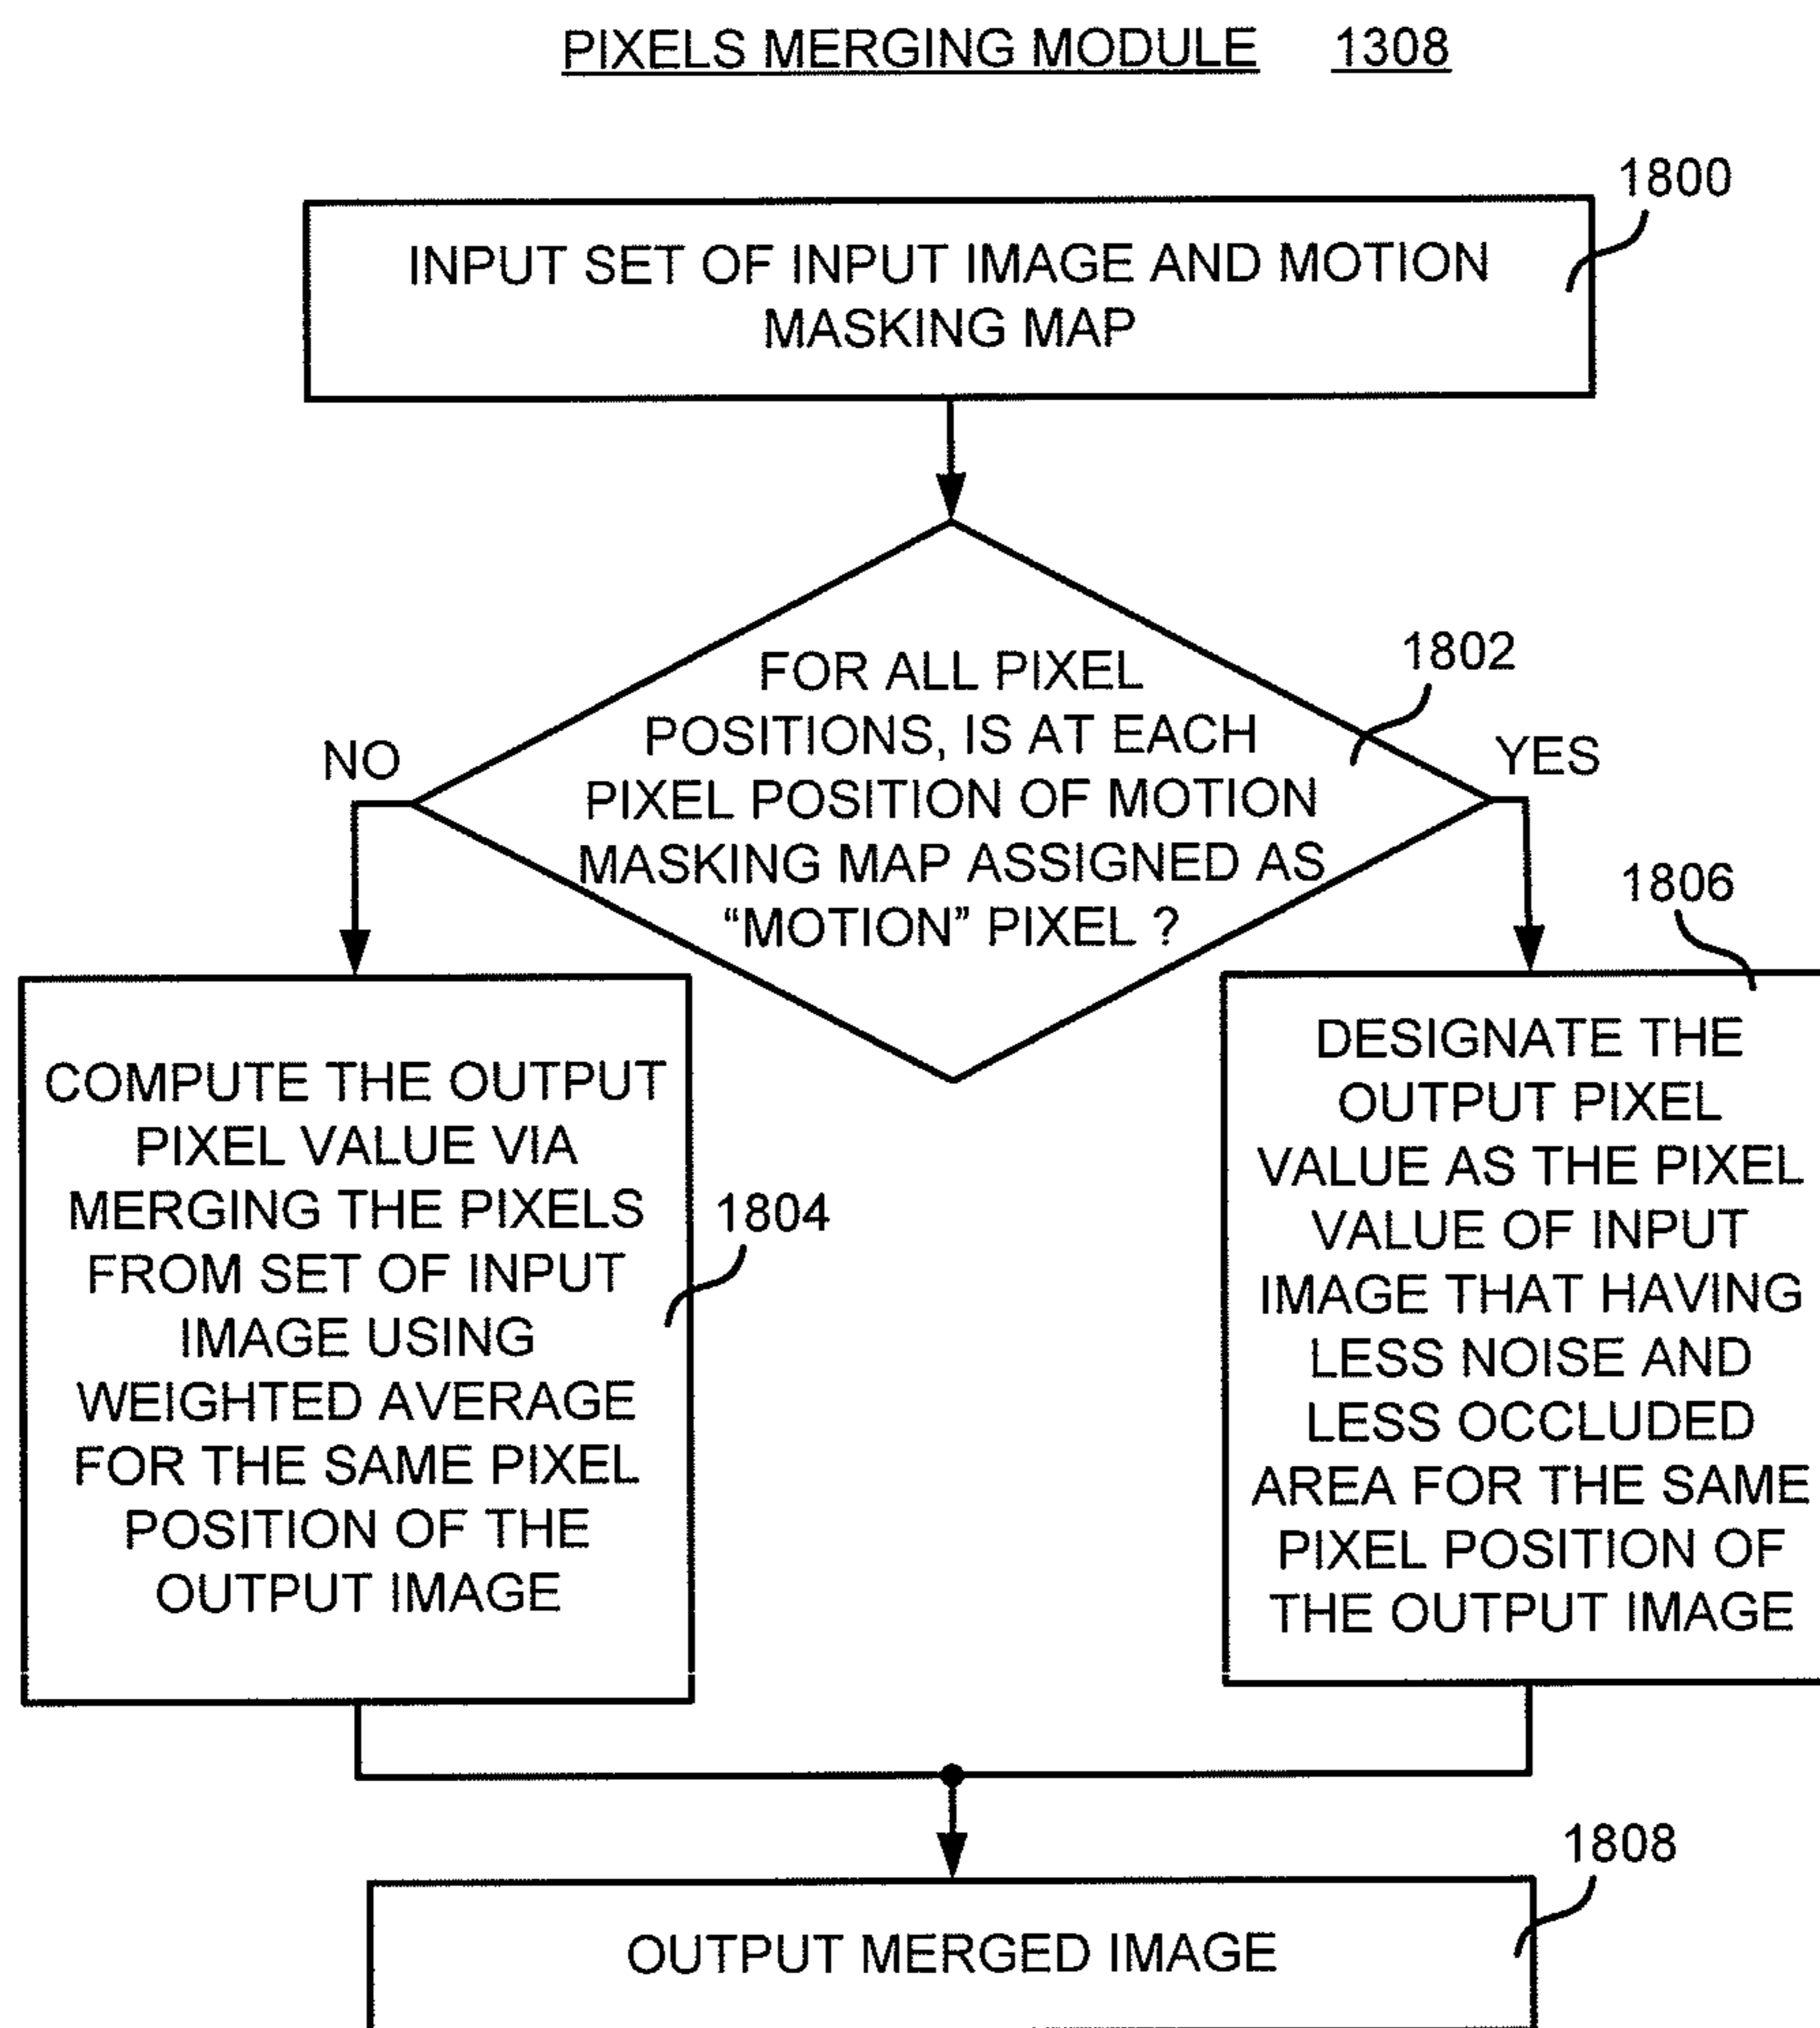 PIXELS MERGING MODULE 1308
1800
INPUT SET OF INPUT IMAGE AND MOTION
MASKING MAP
1802
FOR ALL PIXEL
POSITIONS, IS AT EACH
PIXEL POSITION OF MOTION
MASKING MAP ASSIGNED AS
“MOTION” PIXEL ?
NO
YES
1804
COMPUTE THE OUTPUT
PIXEL VALUE VIA
MERGING THE PIXELS
FROM SET OF INPUT
IMAGE USING
WEIGHTED AVERAGE
FOR THE SAME PIXEL
POSITION OF THE
OUTPUT IMAGE
1806
DESIGNATE THE
OUTPUT PIXEL
VALUE AS THE PIXEL
VALUE OF INPUT
IMAGE THAT HAVING
LESS NOISE AND
LESS OCCLUDED
AREA FOR THE SAME
PIXEL POSITION OF
THE OUTPUT IMAGE
1808
OUTPUT MERGED IMAGE